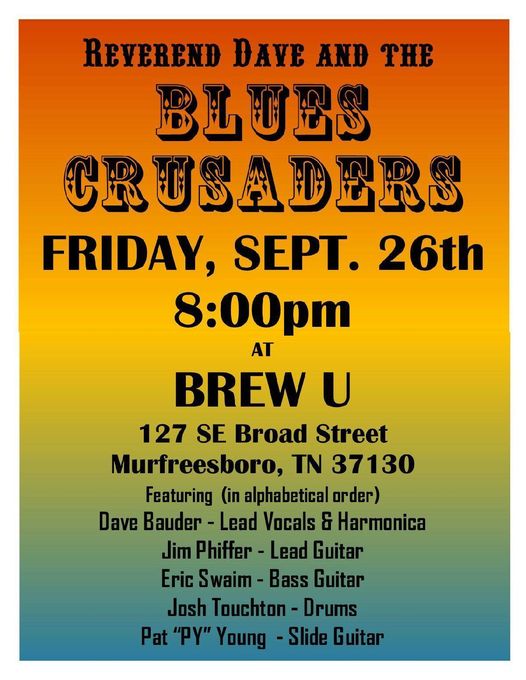 REVEREND DAVE AND THE
BLUES
CRUSADERS
FRIDAY, SEPT. 26th
8:00pm
AT
BREW U
127 SE Broad Street
Murfreesboro, TN 37130
Featuring (in alphabetical order)
Dave Bauder - Lead Vocals & Harmonica
Jim Phiffer - Lead Guitar
Eric Swaim - Bass Guitar
Josh Touchton - Drums
Pat “PY” Young - Slide Guitar